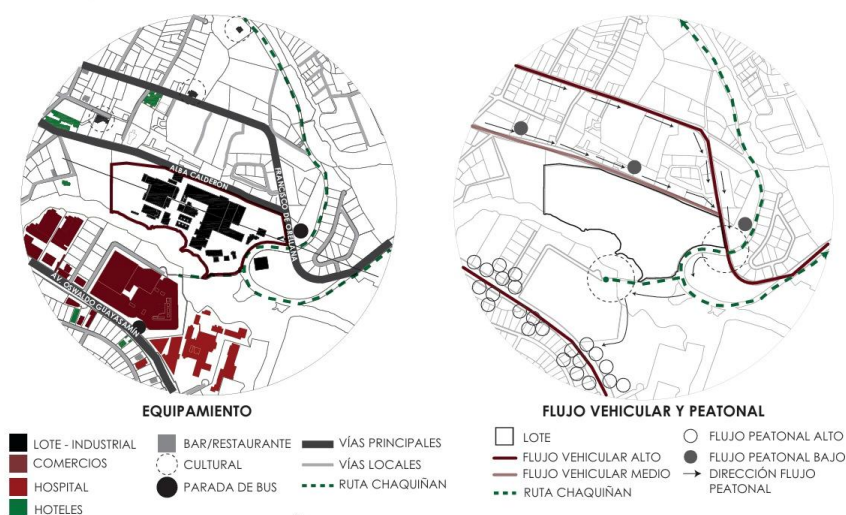 ALBA CALDERÓN
FRANCISCO DE ORELLANA
AV. OSWALDO GUAYASAMÍN
EQUIPAMIENTO
LOTE - INDUSTRIAL
COMERCIOS
HOSPITAL
HOTELES
BAR/RESTAURANTE
CULTURAL
PARADA DE BUS
VÍAS PRINCIPALES
VÍAS LOCALES
RUTA CHAQUIÑAN
FLUJO VEHICULAR Y PEATONAL
LOTE
FLUJO VEHICULAR ALTO
FLUJO VEHICULAR MEDIO
RUTA CHAQUIÑAN
FLUJO PEATONAL ALTO
FLUJO PEATONAL BAJO
DIRECCIÓN FLUJO
PEATONAL